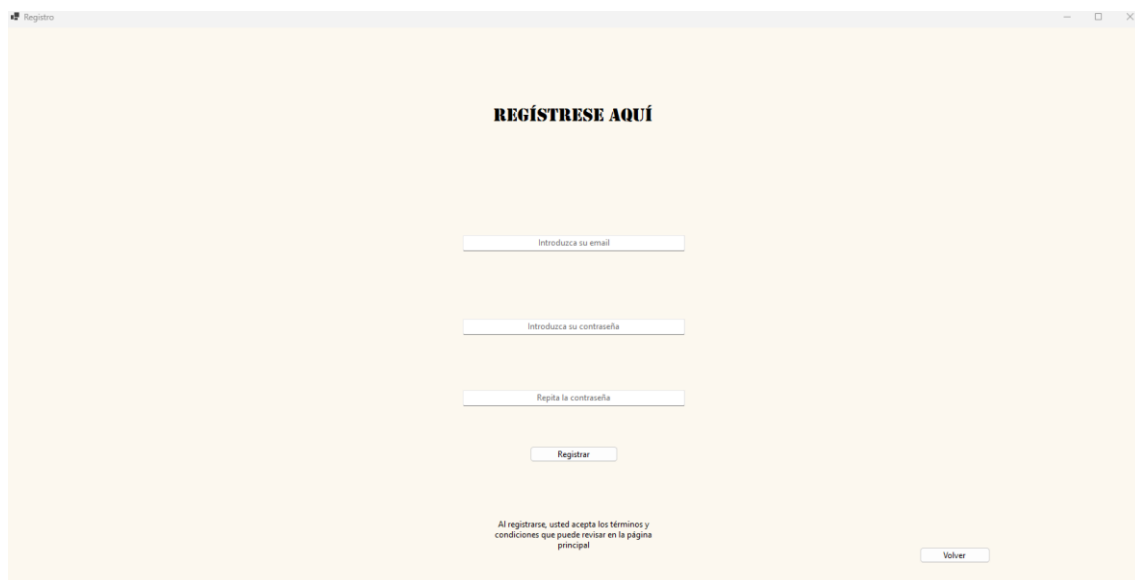 Registro
REGÍSTRESE AQUÍ
Introduzca su email
Introduzca su contraseña
Repita la contraseña
Registrar
Al registrarse, usted acepta los términos y
condiciones que puede revisar en la página
principal
Volver